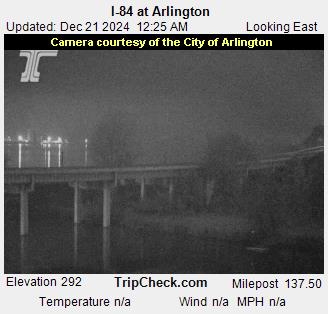 I-84 at Arlington
Updated: Dec 21 2024 12:25 AM Looking East
Camera courtesy of the City of Arlington
Elevation 292 TripCheck.com Milepost 137.50
Temperature n/a Wind n/a MPH n/a